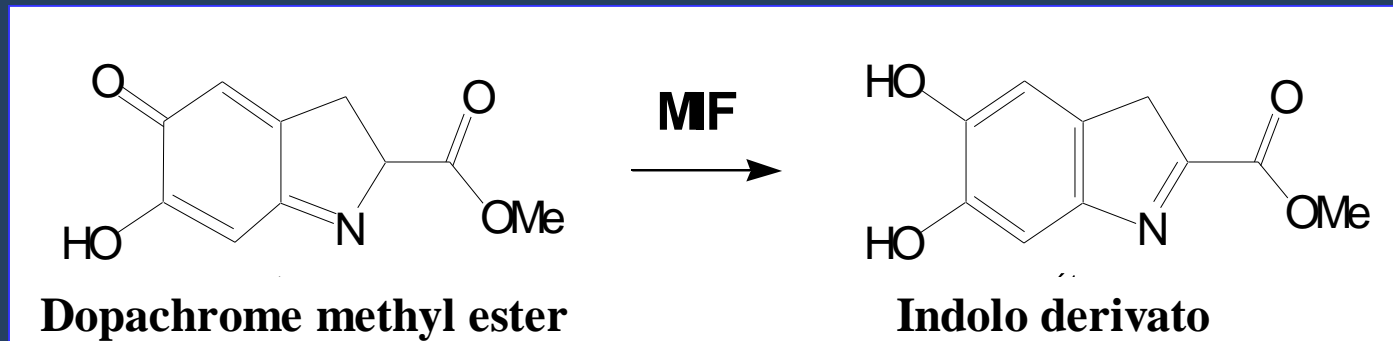 O O MIF HO O
HO N OMe HO N OMe
Dopachrome methyl ester Indolo derivato